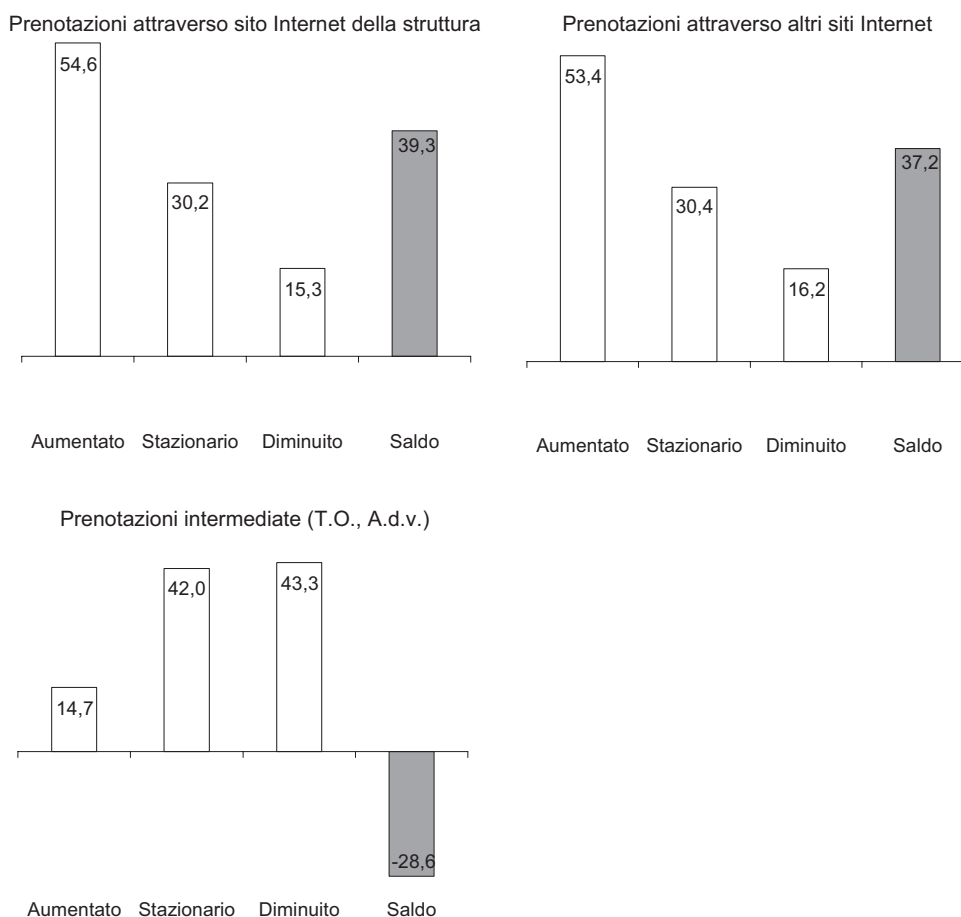 Prenotazioni attraverso sito Internet della struttura
54,6
30,2
15,3
39,3
Aumentato Stazionario Diminuito Saldo
Prenotazioni attraverso altri siti Internet
53,4
30,4
16,2
37,2
Aumentato Stazionario Diminuito Saldo
Prenotazioni intermediate (T.O., A.d.v.)
14,7
42,0
43,3
-28,6
Aumentato Stazionario Diminuito Saldo